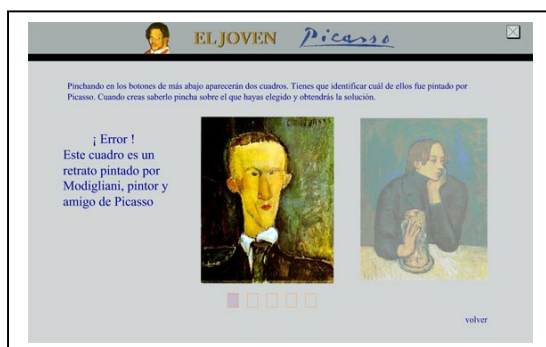 EL JOVEN Picasso
Pinchando en los botones de más abajo aparecerán dos cuadros. Tienes que identificar cuál de ellos fue pintado por
Picasso. Cuando creas saberlo pincha sobre el que hayas elegido y obtendrás la solución.
¡ Error !
Este cuadro es un
retrato pintado por
Modigliani, pintor y
amigo de Picasso
volver